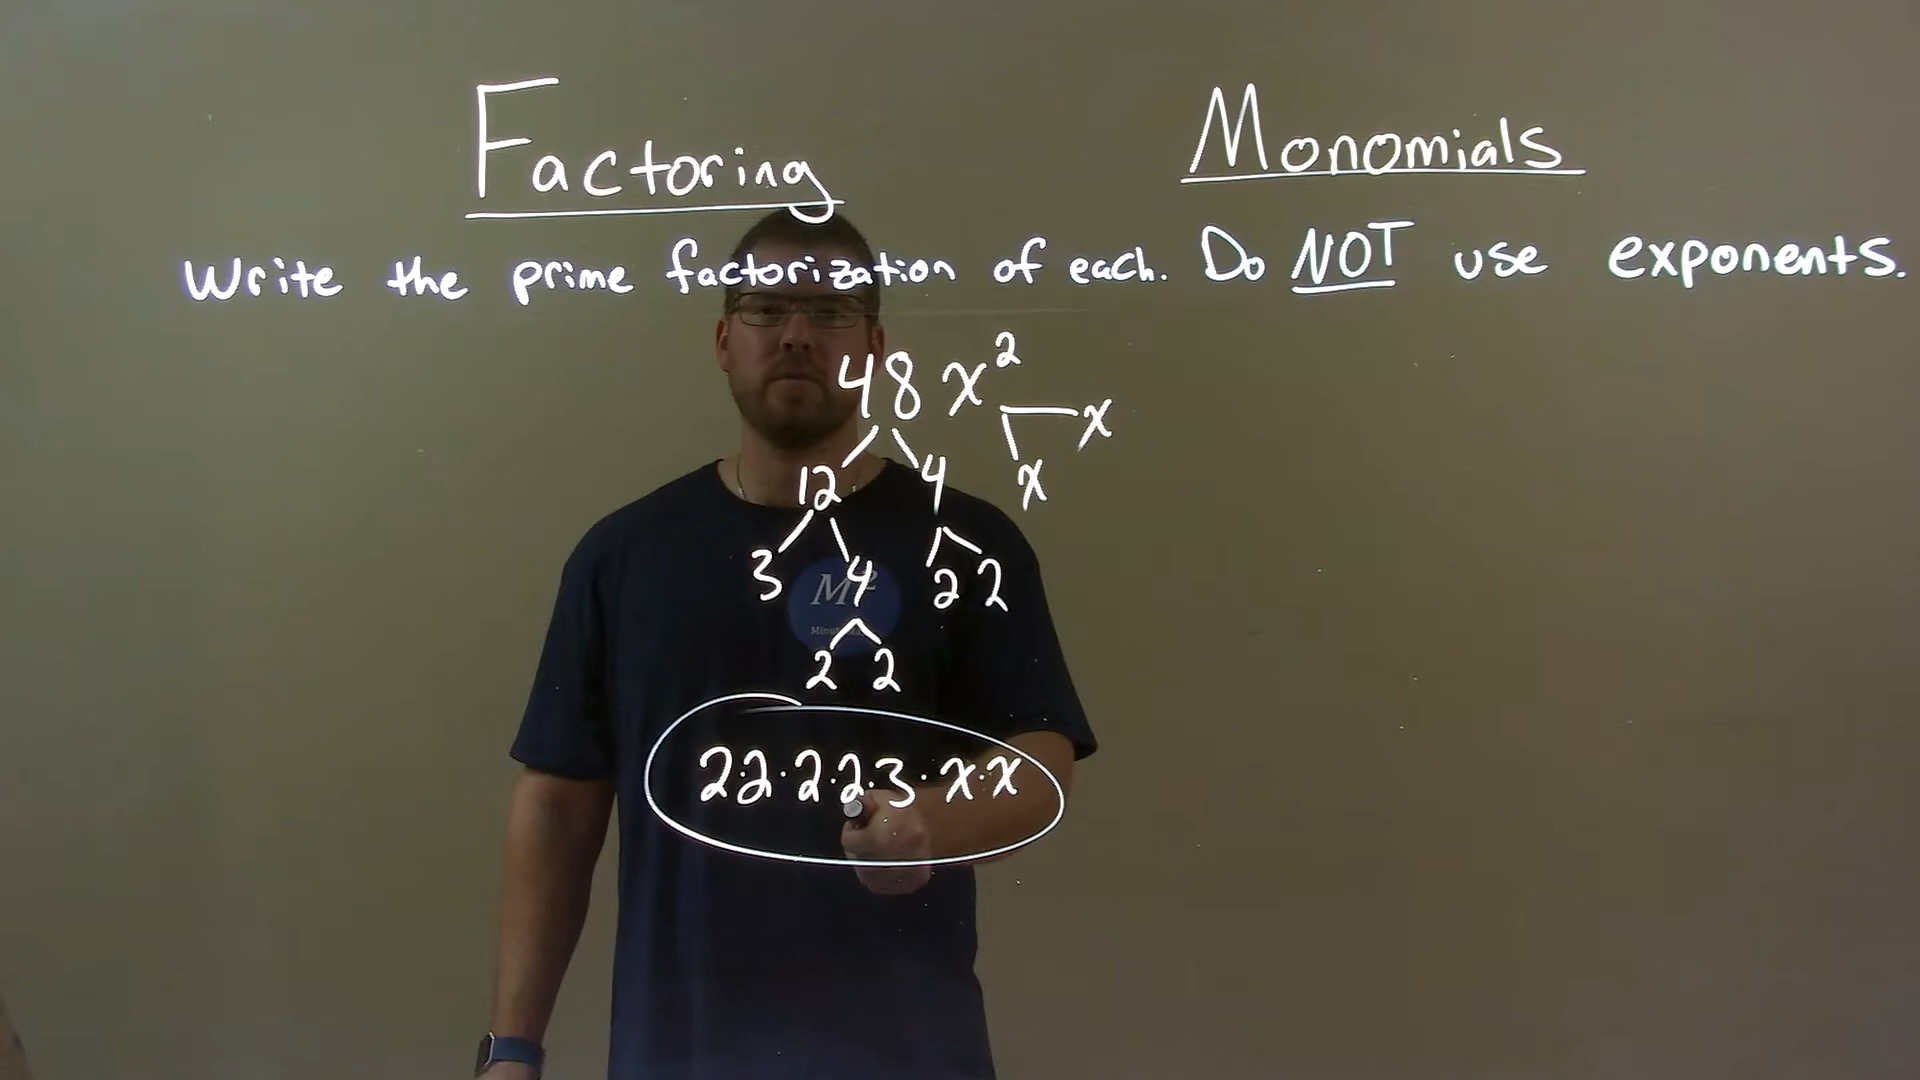 Factoring Monomials
Write the prime factorization of each. Do NOT use exponents.
48x²
x
12 4 x
3 4 2 2
M²
2 2
2·2·2·2·3·x·x